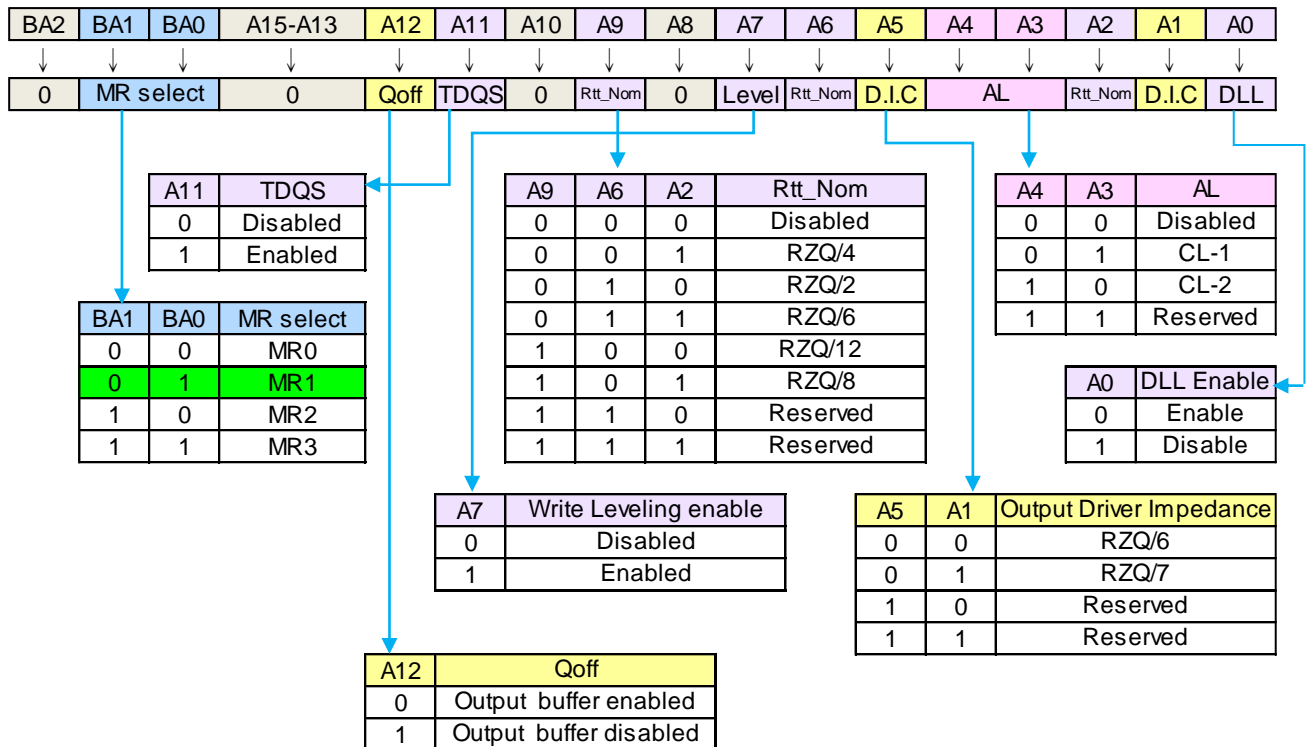 BA2 BA1 BA0 A15-A13 A12 A11 A10 A9 A8 A7 A6 A5 A4 A3 A2 A1 A0
0 MR select 0 Qoff TDQS 0 Rtt_Nom 0 Level Rtt_Nom D.I.C AL Rtt_Nom D.I.C DLL
A11 TDQS
0 Disabled
1 Enabled
BA1 BA0 MR select
0 0 MR0
0 1 MR1
1 0 MR2
1 1 MR3
A9 A6 A2 Rtt_Nom
0 0 0 Disabled
0 0 1 RZQ/4
0 1 0 RZQ/2
0 1 1 RZQ/6
1 0 0 RZQ/12
1 0 1 RZQ/8
1 1 0 Reserved
1 1 1 Reserved
A4 A3 AL
0 0 Disabled
0 1 CL-1
1 0 CL-2
1 1 Reserved
A0 DLL Enable
0 Enable
1 Disable
A7 Write Leveling enable
0 Disabled
1 Enabled
A5 A1 Output Driver Impedance
0 0 RZQ/6
0 1 RZQ/7
1 0 Reserved
1 1 Reserved
A12 Qoff
0 Output buffer enabled
1 Output buffer disabled